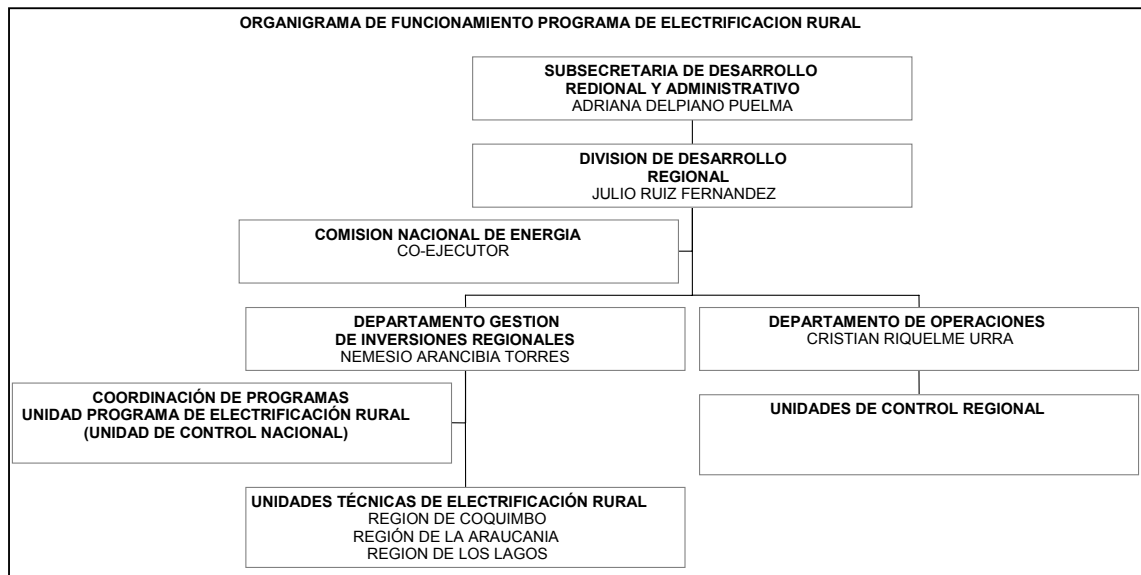 ORGANIGRAMA DE FUNCIONAMIENTO PROGRAMA DE ELECTRIFICACION RURAL
SUBSECRETARIA DE DESARROLLO
REDIONAL Y ADMINISTRATIVO
ADRIANA DELPIANO PUELMA
DIVISION DE DESARROLLO
REGIONAL
JULIO RUIZ FERNANDEZ
COMISION NACIONAL DE ENERGIA
CO-EJECUTOR
DEPARTAMENTO GESTION
DE INVERSIONES REGIONALES
NEMESIO ARANCIBIA TORRES
DEPARTAMENTO DE OPERACIONES
CRISTIAN RIQUELME URRA
COORDINACIÓN DE PROGRAMAS
UNIDAD PROGRAMA DE ELECTRIFICACIÓN RURAL
(UNIDAD DE CONTROL NACIONAL)
UNIDADES DE CONTROL REGIONAL
UNIDADES TÉCNICAS DE ELECTRIFICACIÓN RURAL
REGION DE COQUIMBO
REGIÓN DE LA ARAUCANIA
REGION DE LOS LAGOS